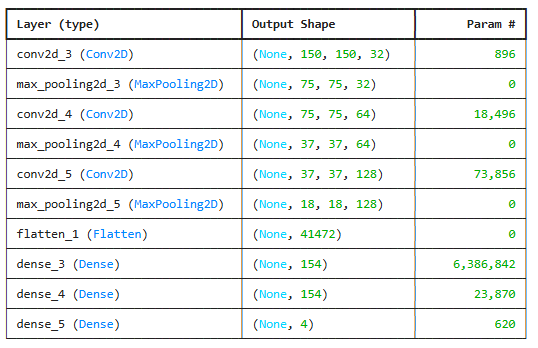 Layer (type) Output Shape Param #
conv2d_3 (Conv2D) (None, 150, 150, 32) 896
max_pooling2d_3 (MaxPooling2D) (None, 75, 75, 32) 0
conv2d_4 (Conv2D) (None, 75, 75, 64) 18,496
max_pooling2d_4 (MaxPooling2D) (None, 37, 37, 64) 0
conv2d_5 (Conv2D) (None, 37, 37, 128) 73,856
max_pooling2d_5 (MaxPooling2D) (None, 18, 18, 128) 0
flatten_1 (Flatten) (None, 41472) 0
dense_3 (Dense) (None, 154) 6,386,842
dense_4 (Dense) (None, 154) 23,870
dense_5 (Dense) (None, 4) 620